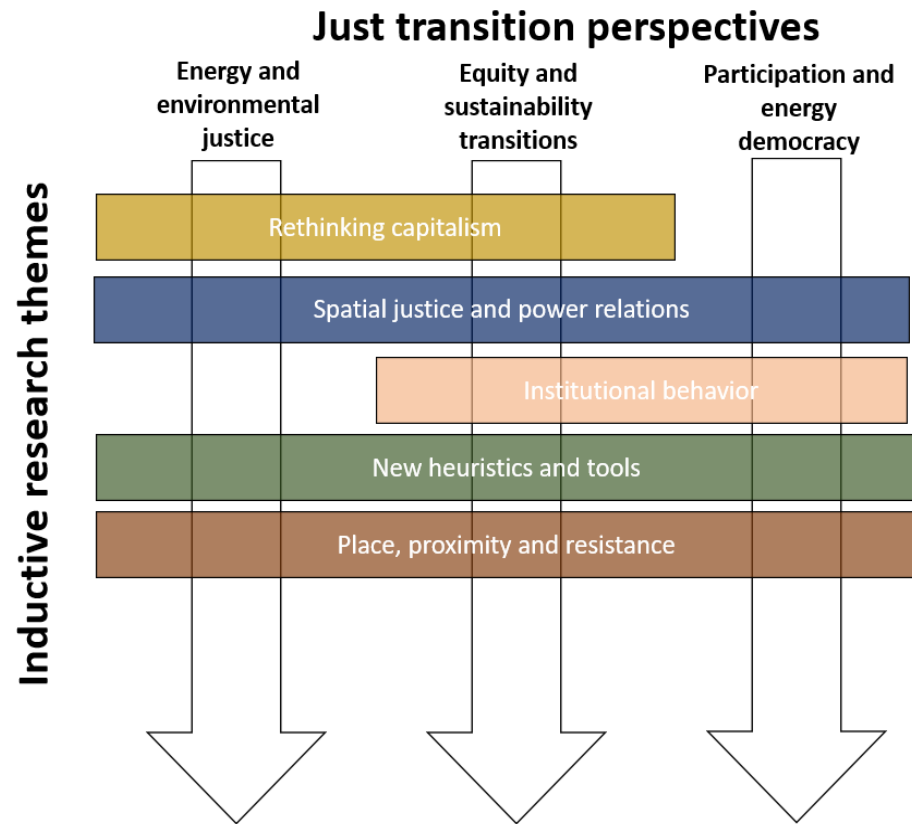 Just transition perspectives
Energy and
environmental
justice
Equity and
sustainability
transitions
Participation and
energy
democracy
Inductive research themes
Rethinking capitalism
Spatial justice and power relations
Institutional behavior
New heuristics and tools
Place, proximity and resistance